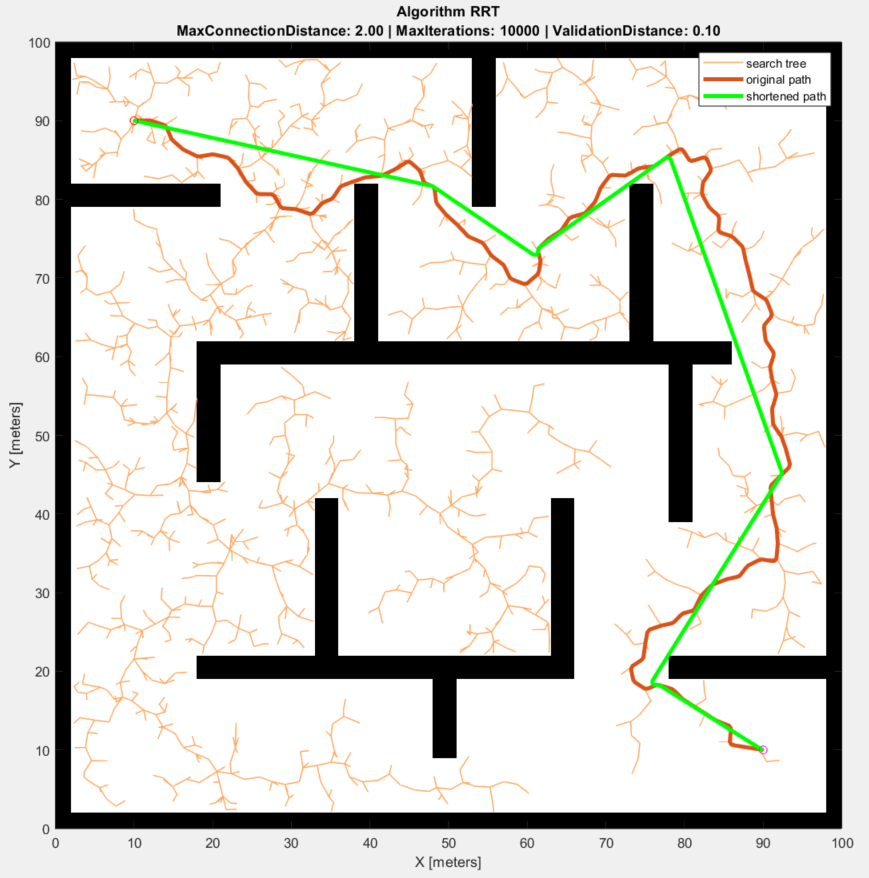 Algorithm RRT
MaxConnectionDistance: 2.00 | MaxIterations: 10000 | ValidationDistance: 0.10
search tree
original path
shortened path
100
90
80
70
60
50
40
30
20
10
0
Y [meters]
0 10 20 30 40 50 60 70 80 90 100
X [meters]